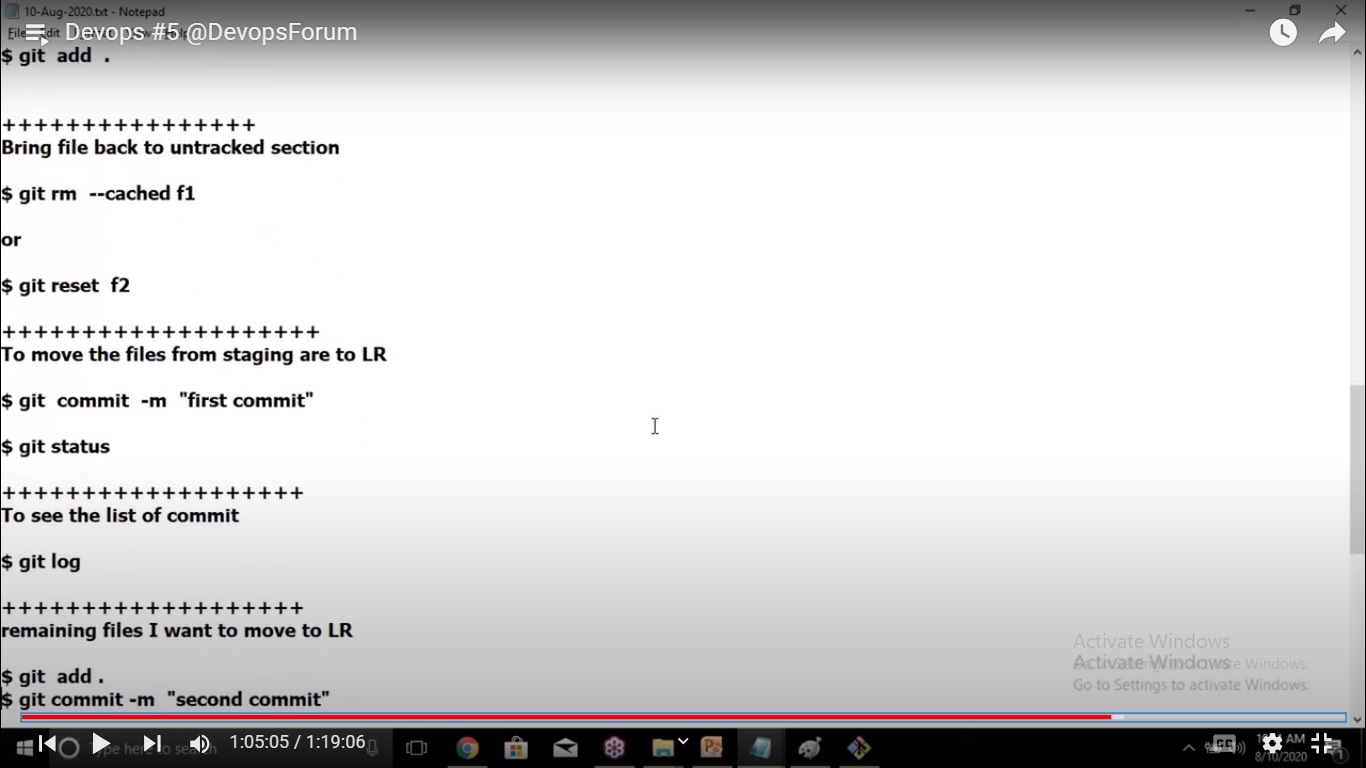 10-Aug-2020.txt - Notepad
Devops #5 @DevopsForum
$ git  add  .
++++++++++++++++
Bring file back to untracked section
$ git rm  --cached f1
or
$ git reset  f2
++++++++++++++++++++
To move the files from staging are to LR
$ git  commit  -m  "first commit"
$ git status
+++++++++++++++++++
To see the list of commit
$ git log
+++++++++++++++++++
remaining files I want to move to LR
$ git  add .
$ git commit -m  "second commit"
Activate Windows
Activate Windows
Go to Settings to activate Windows.
1:05:05 / 1:19:06
CC
AM
8/10/2020